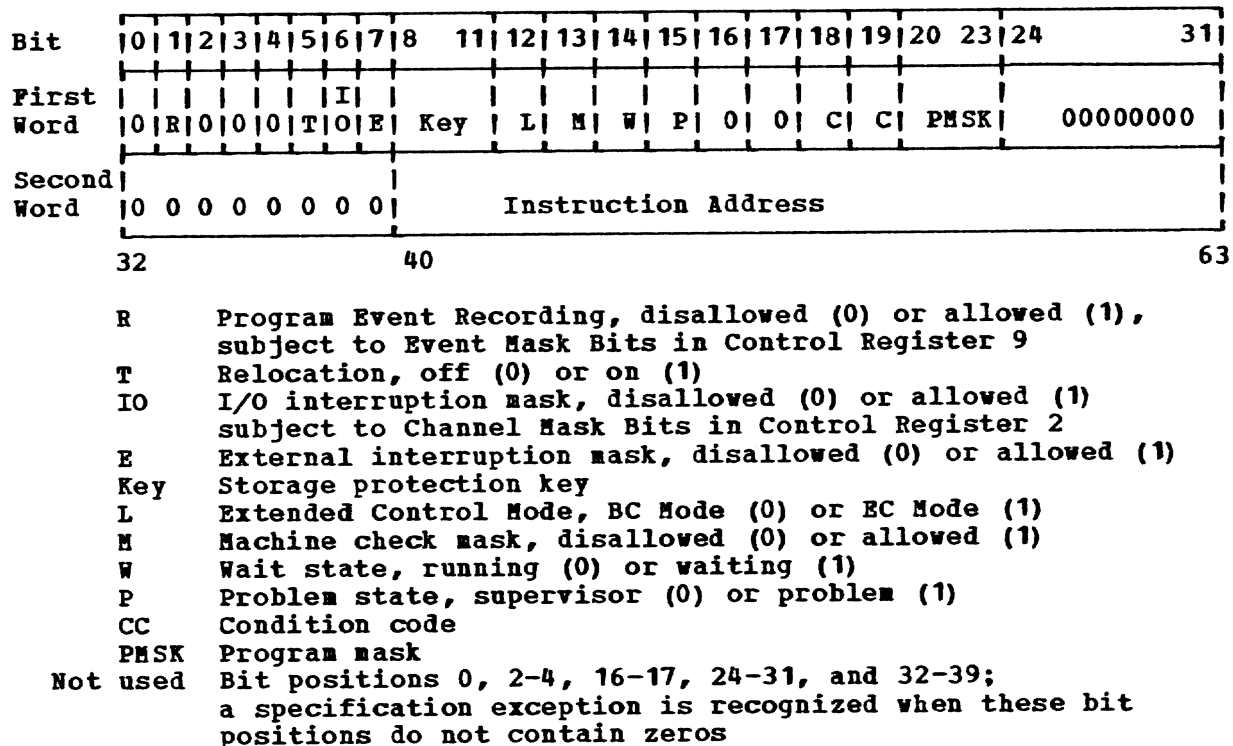 Bit |0|1|2|3|4|5|6|7|8 11|12|13|14|15|16|17|18|19|20 23|24 31|
First | | | | | | |I| |
Word |0|R|0|0|0|T|O|E| Key | L| M| W| P| 0| 0| C| C| PMSK| 00000000 |
Second|
Word |0 0 0 0 0 0 0 0| Instruction Address
32 40 63
R Program Event Recording, disallowed (0) or allowed (1),
subject to Event Mask Bits in Control Register 9
T Relocation, off (0) or on (1)
IO I/O interruption mask, disallowed (0) or allowed (1)
subject to Channel Mask Bits in Control Register 2
E External interruption mask, disallowed (0) or allowed (1)
Key Storage protection key
L Extended Control Mode, BC Mode (0) or EC Mode (1)
M Machine check mask, disallowed (0) or allowed (1)
W Wait state, running (0) or waiting (1)
P Problem state, supervisor (0) or problem (1)
CC Condition code
PMSK Program mask
Not used Bit positions 0, 2-4, 16-17, 24-31, and 32-39;
a specification exception is recognized when these bit
positions do not contain zeros